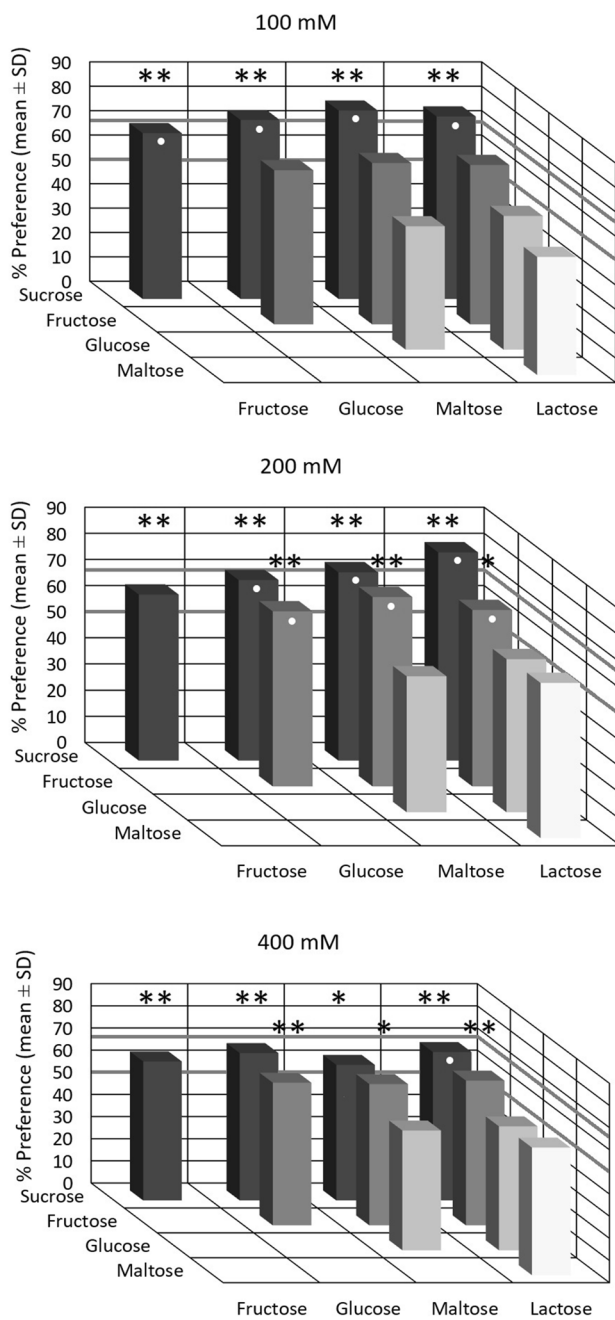 100 mM
% Preference (mean ± SD)
90
80
70
60
50
40
30
20
10
0
** ** ** **
Sucrose
Fructose
Glucose
Maltose
Fructose Glucose Maltose Lactose
200 mM
% Preference (mean ± SD)
90
80
70
60
50
40
30
20
10
0
** ** ** **
** ** *
Sucrose
Fructose
Glucose
Maltose
Fructose Glucose Maltose Lactose
400 mM
% Preference (mean ± SD)
90
80
70
60
50
40
30
20
10
0
** ** * **
** * **
Sucrose
Fructose
Glucose
Maltose
Fructose Glucose Maltose Lactose